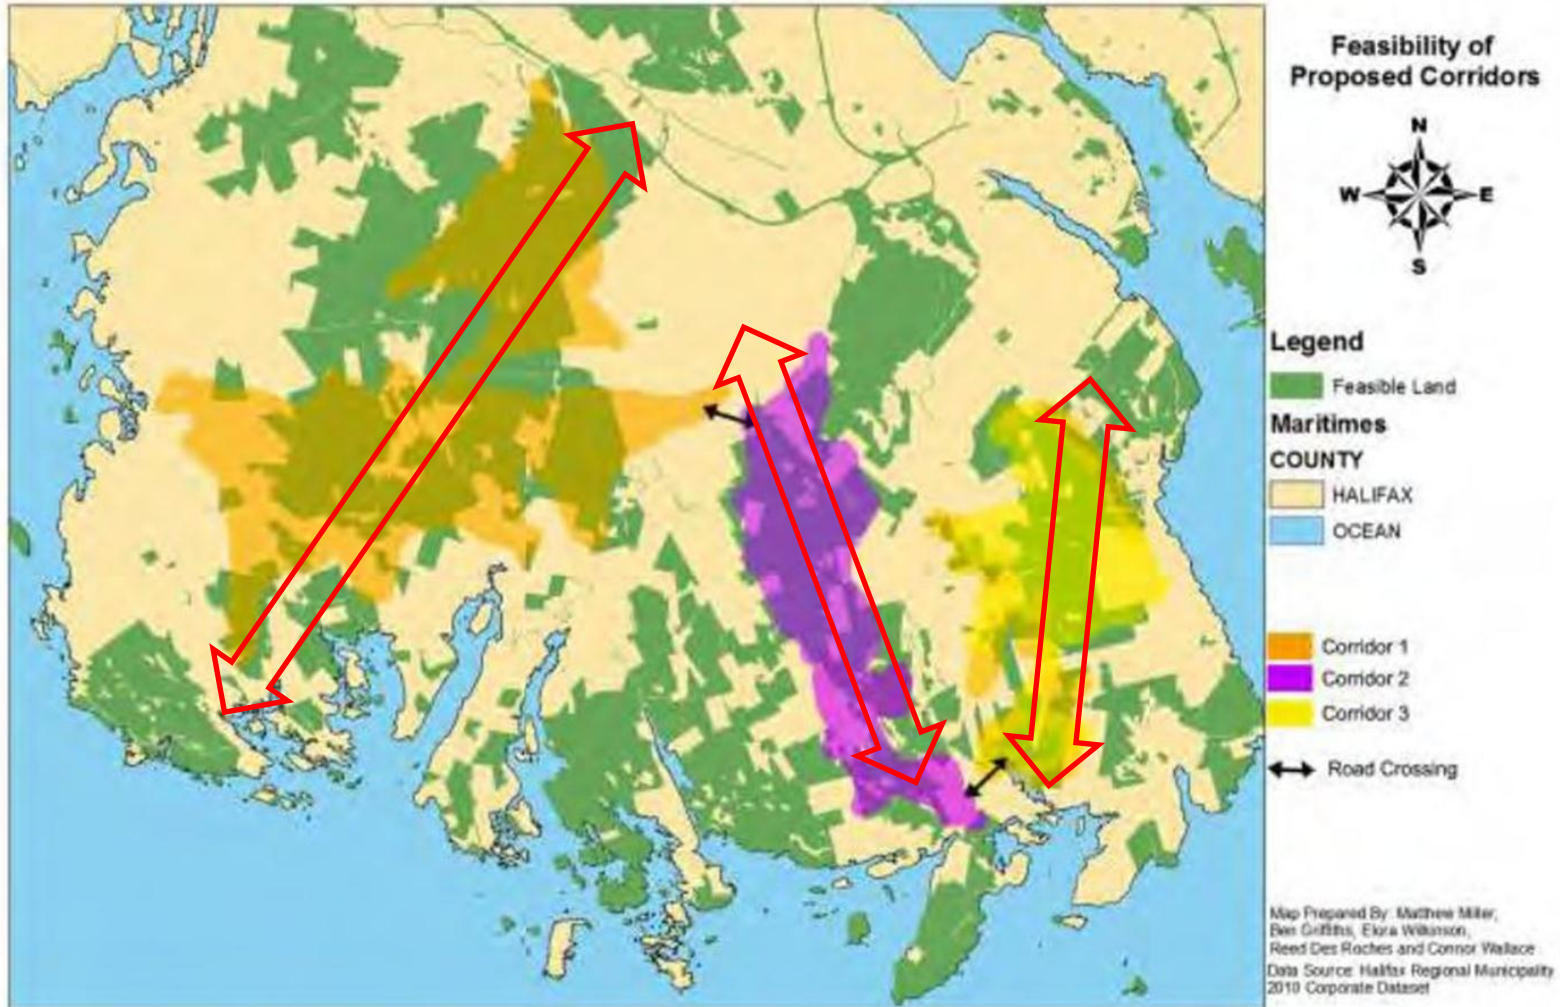 Feasibility of
Proposed Corridors
N
W
E
S
Legend
Feasible Land
Maritimes
COUNTY
HALIFAX
OCEAN
Corridor 1
Corridor 2
Corridor 3
Road Crossing
Map Prepared By: Matthew Miller,
Ben Griffiths, Elora Wilkinson,
Reed Des Roches and Connor Wallace
Data Source: Halifax Regional Municipality
2010 Corporate Dataset